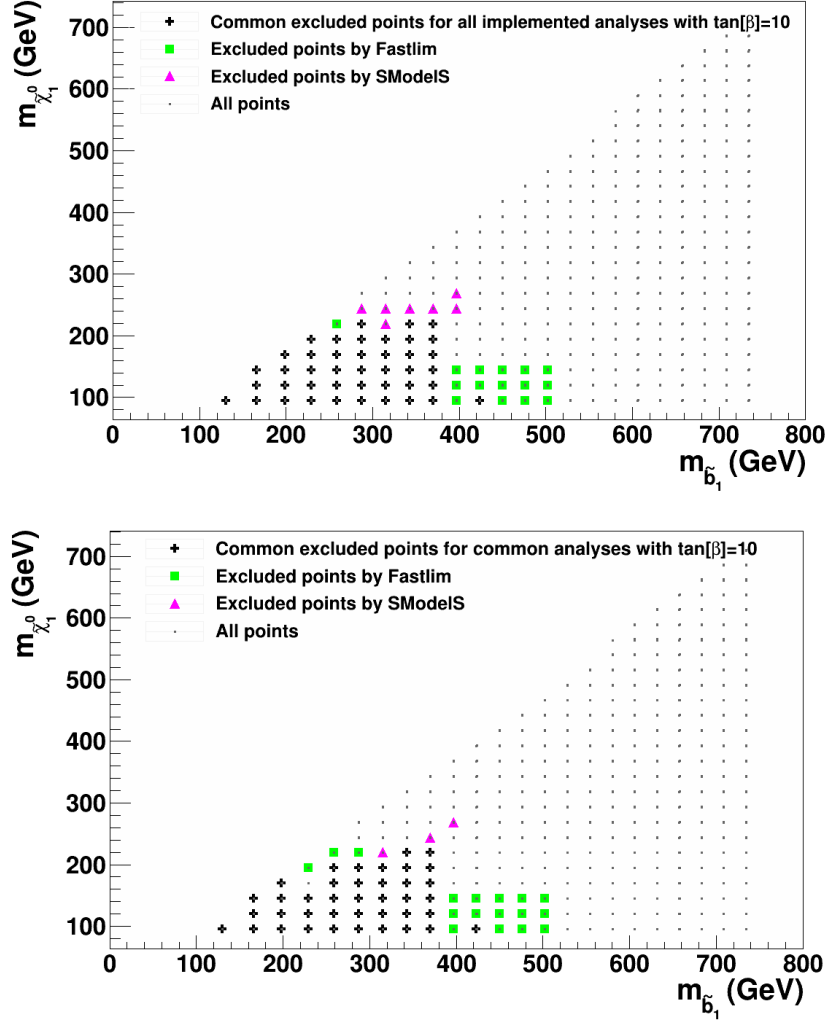 m_χ̃₁⁰ (GeV)
700
600
500
400
300
200
100
Common excluded points for all implemented analyses with tan[β]=10
Excluded points by Fastlim
Excluded points by SModelS
All points
0 100 200 300 400 500 600 700 800
m_b̃₁ (GeV)
m_χ̃₁⁰ (GeV)
700
600
500
400
300
200
100
Common excluded points for common analyses with tan[β]=10
Excluded points by Fastlim
Excluded points by SModelS
All points
0 100 200 300 400 500 600 700 800
m_b̃₁ (GeV)